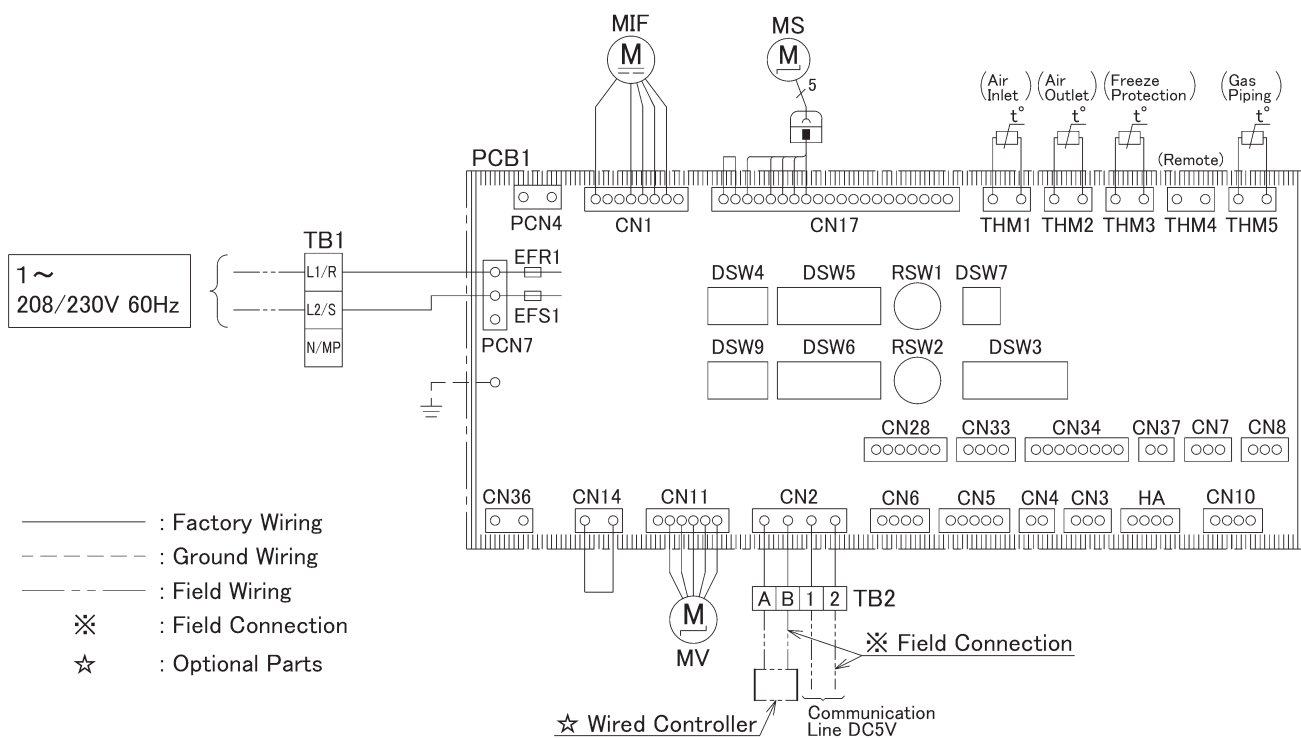 MIF
M
MS
M
5
(Air Inlet)
(Air Outlet)
(Freeze Protection)
(Gas Piping)
t°
t°
t°
t°
(Remote)
PCB1
PCN4
CN1
CN17
THM1
THM2
THM3
THM4
THM5
TB1
1～
208/230V 60Hz
L1/R
L2/S
N/MP
EFR1
EFS1
PCN7
DSW4
DSW5
RSW1
DSW7
DSW9
DSW6
RSW2
DSW3
CN28
CN33
CN34
CN37
CN7
CN8
CN36
CN14
CN11
CN2
CN6
CN5
CN4
CN3
HA
CN10
: Factory Wiring
: Ground Wiring
: Field Wiring
※ : Field Connection
☆ : Optional Parts
M
MV
A B 1 2
TB2
※ Field Connection
☆ Wired Controller
Communication
Line DC5V